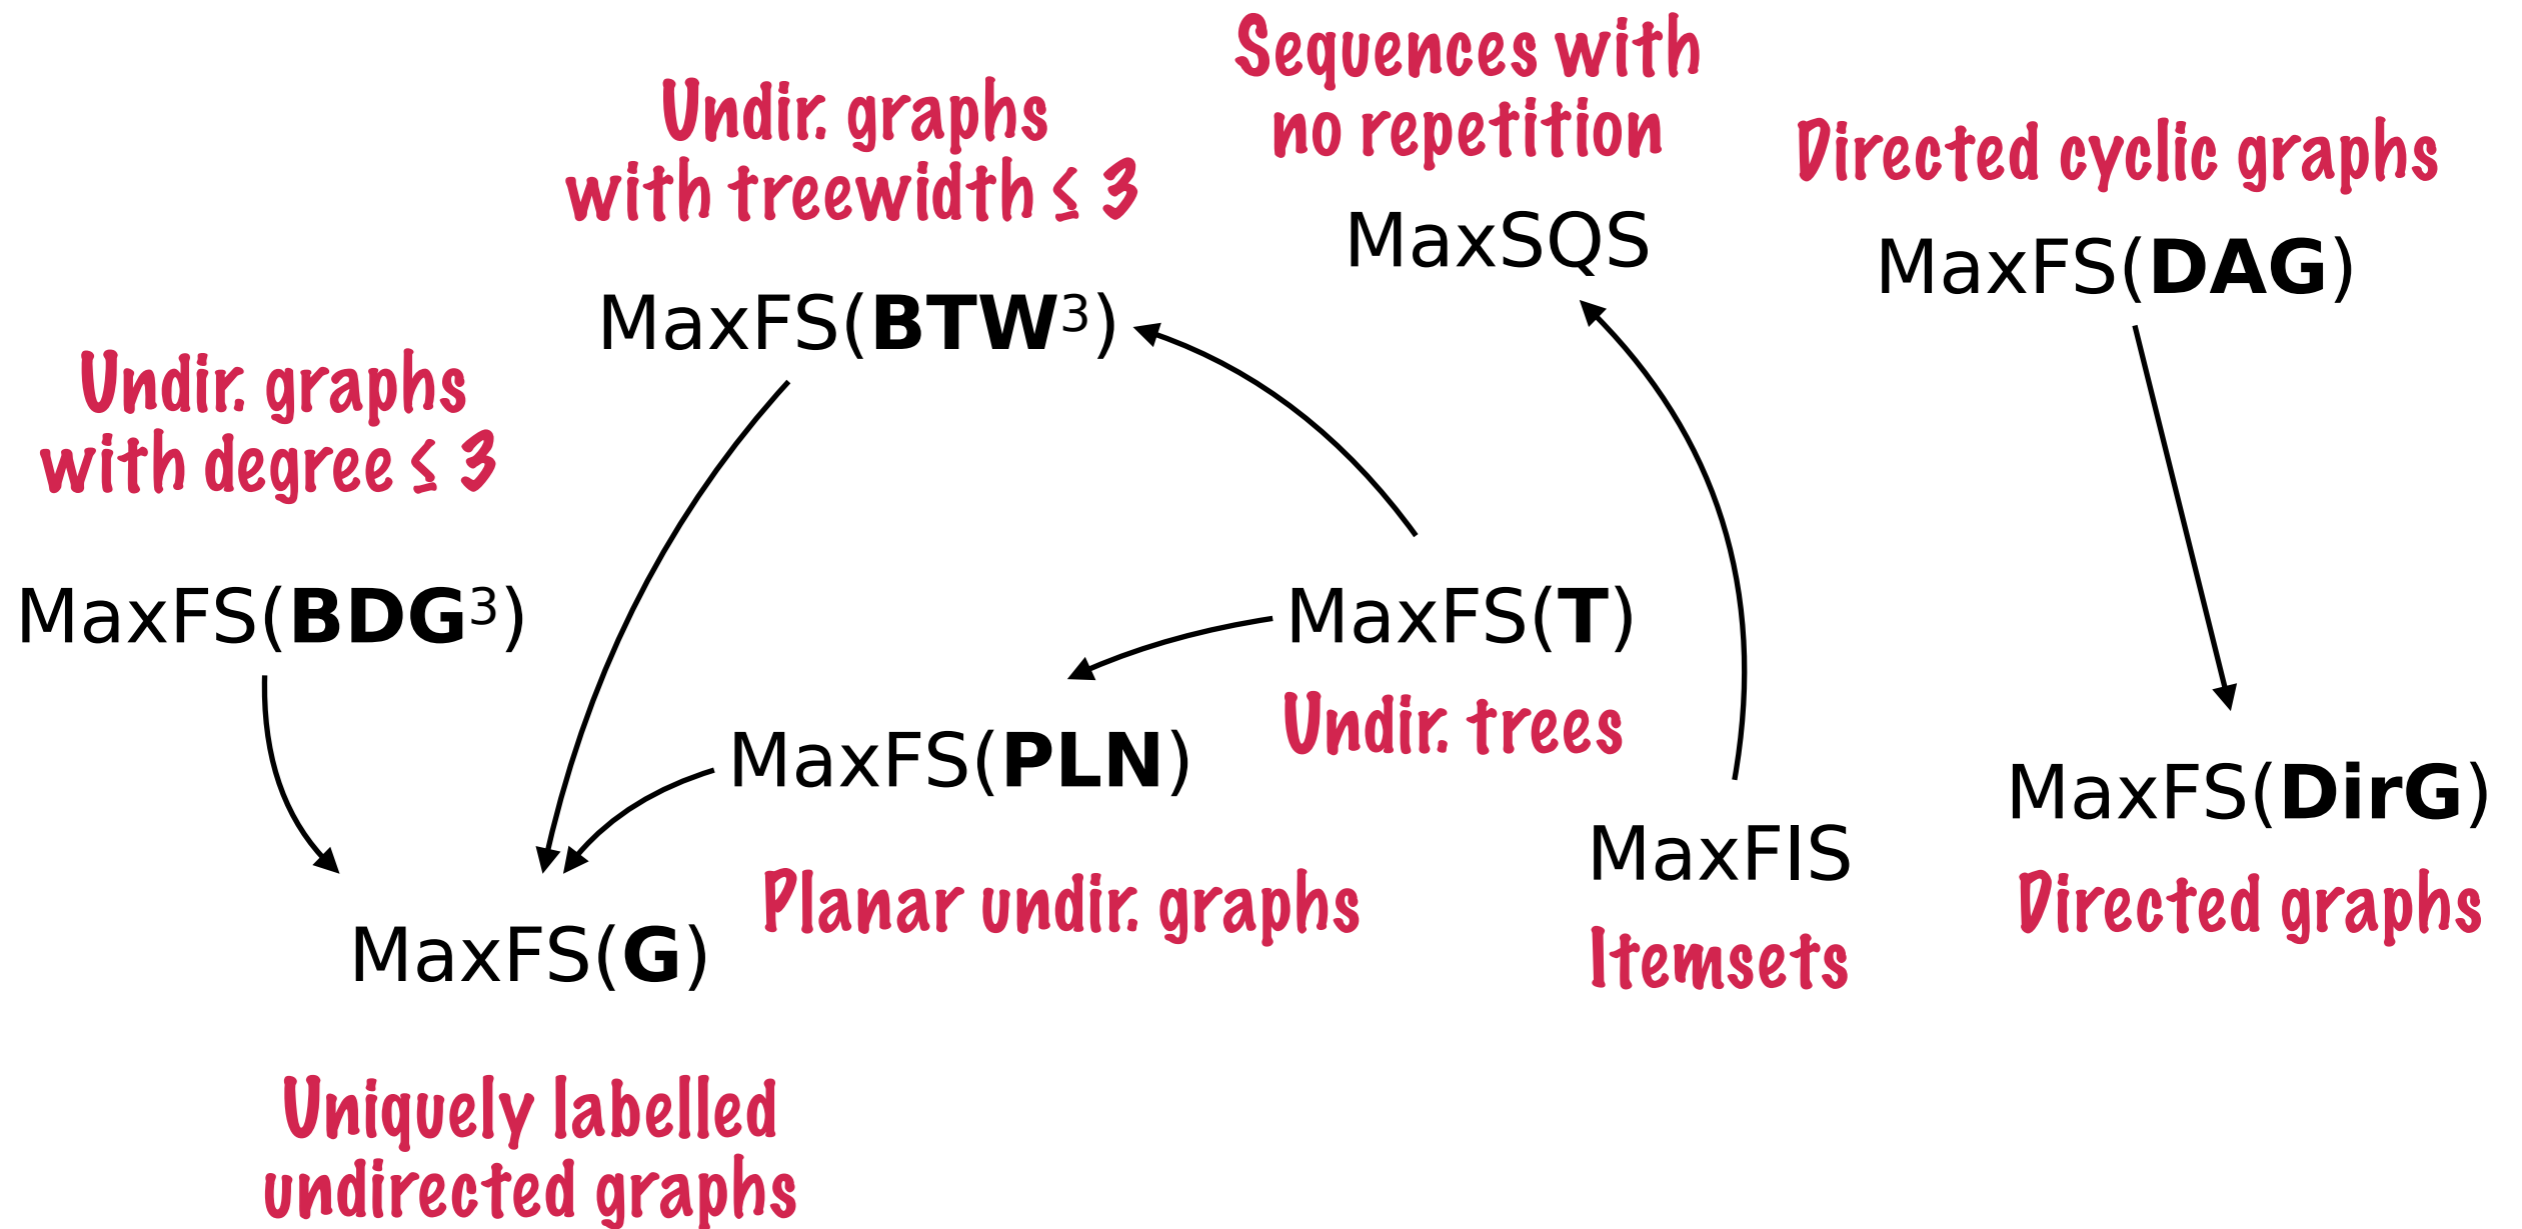 Sequences with
no repetition
MaxSQS
Undir. graphs
with treewidth ≤ 3
MaxFS(BTW³)
Directed cyclic graphs
MaxFS(DAG)
Undir. graphs
with degree ≤ 3
MaxFS(BDG³)
MaxFS(T)
Undir. trees
MaxFS(PLN)
Planar undir. graphs
MaxFIS
Itemsets
MaxFS(DirG)
Directed graphs
MaxFS(G)
Uniquely labelled
undirected graphs